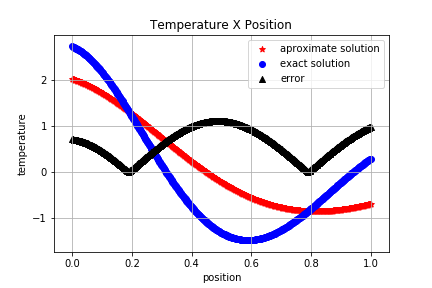 Temperature X Position
aproximate solution
exact solution
error
temperature
2
1
0
−1
0.0 0.2 0.4 0.6 0.8 1.0
position